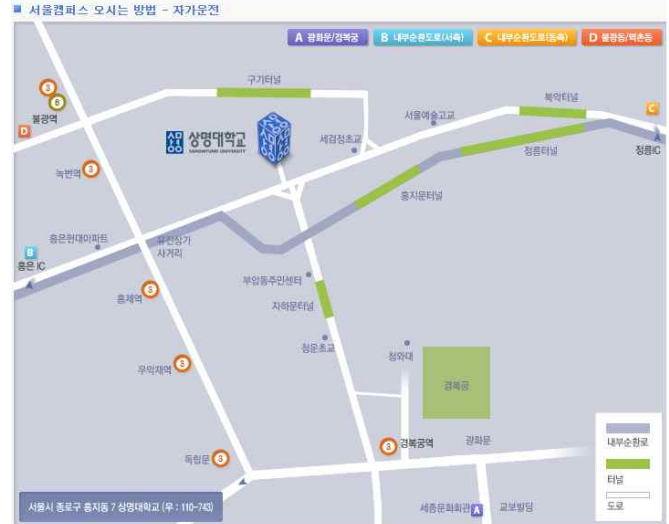 서울캠퍼스 오시는 방법 - 자가운전
A 광화문/경복궁
B 내부순환도로(서측)
C 내부순환도로(동측)
D 불광동/역촌동
구기터널
북악터널
3
6
불광역
D
서울예술고교
C
상명대학교
SANGMYUNG UNIVERSITY
세검정초교
정릉터널
정릉IC
녹번역 3
홍지문터널
홍은현대아파트
유진상가
사거리
B
홍은IC
부암동주민센터
홍제역 3
자하문터널
청운초교
청와대
무악재역 3
경복궁
3 경복궁역
광화문
내부순환로
독립문 3
터널
서울시 종로구 홍지동 7 상명대학교 (우 : 110-743)
세종문화회관 A 교보빌딩
도로